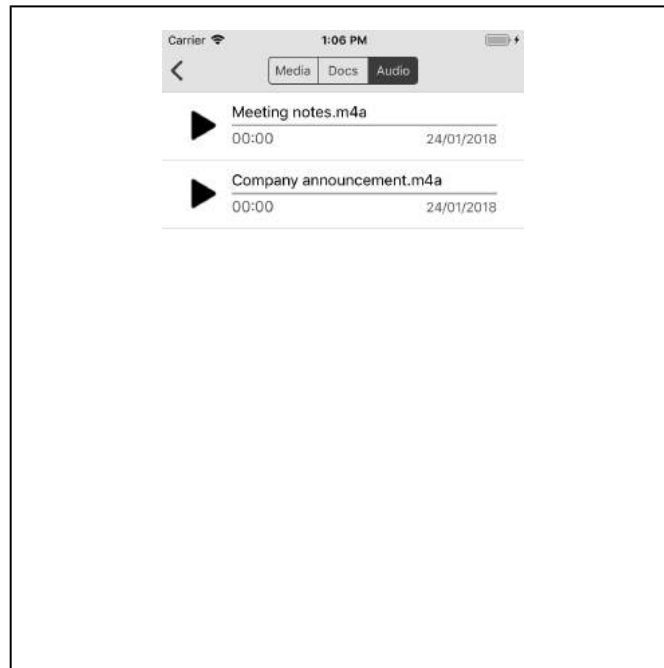 Carrier 1:06 PM
Media Docs Audio
Meeting notes.m4a
00:00 24/01/2018
Company announcement.m4a
00:00 24/01/2018